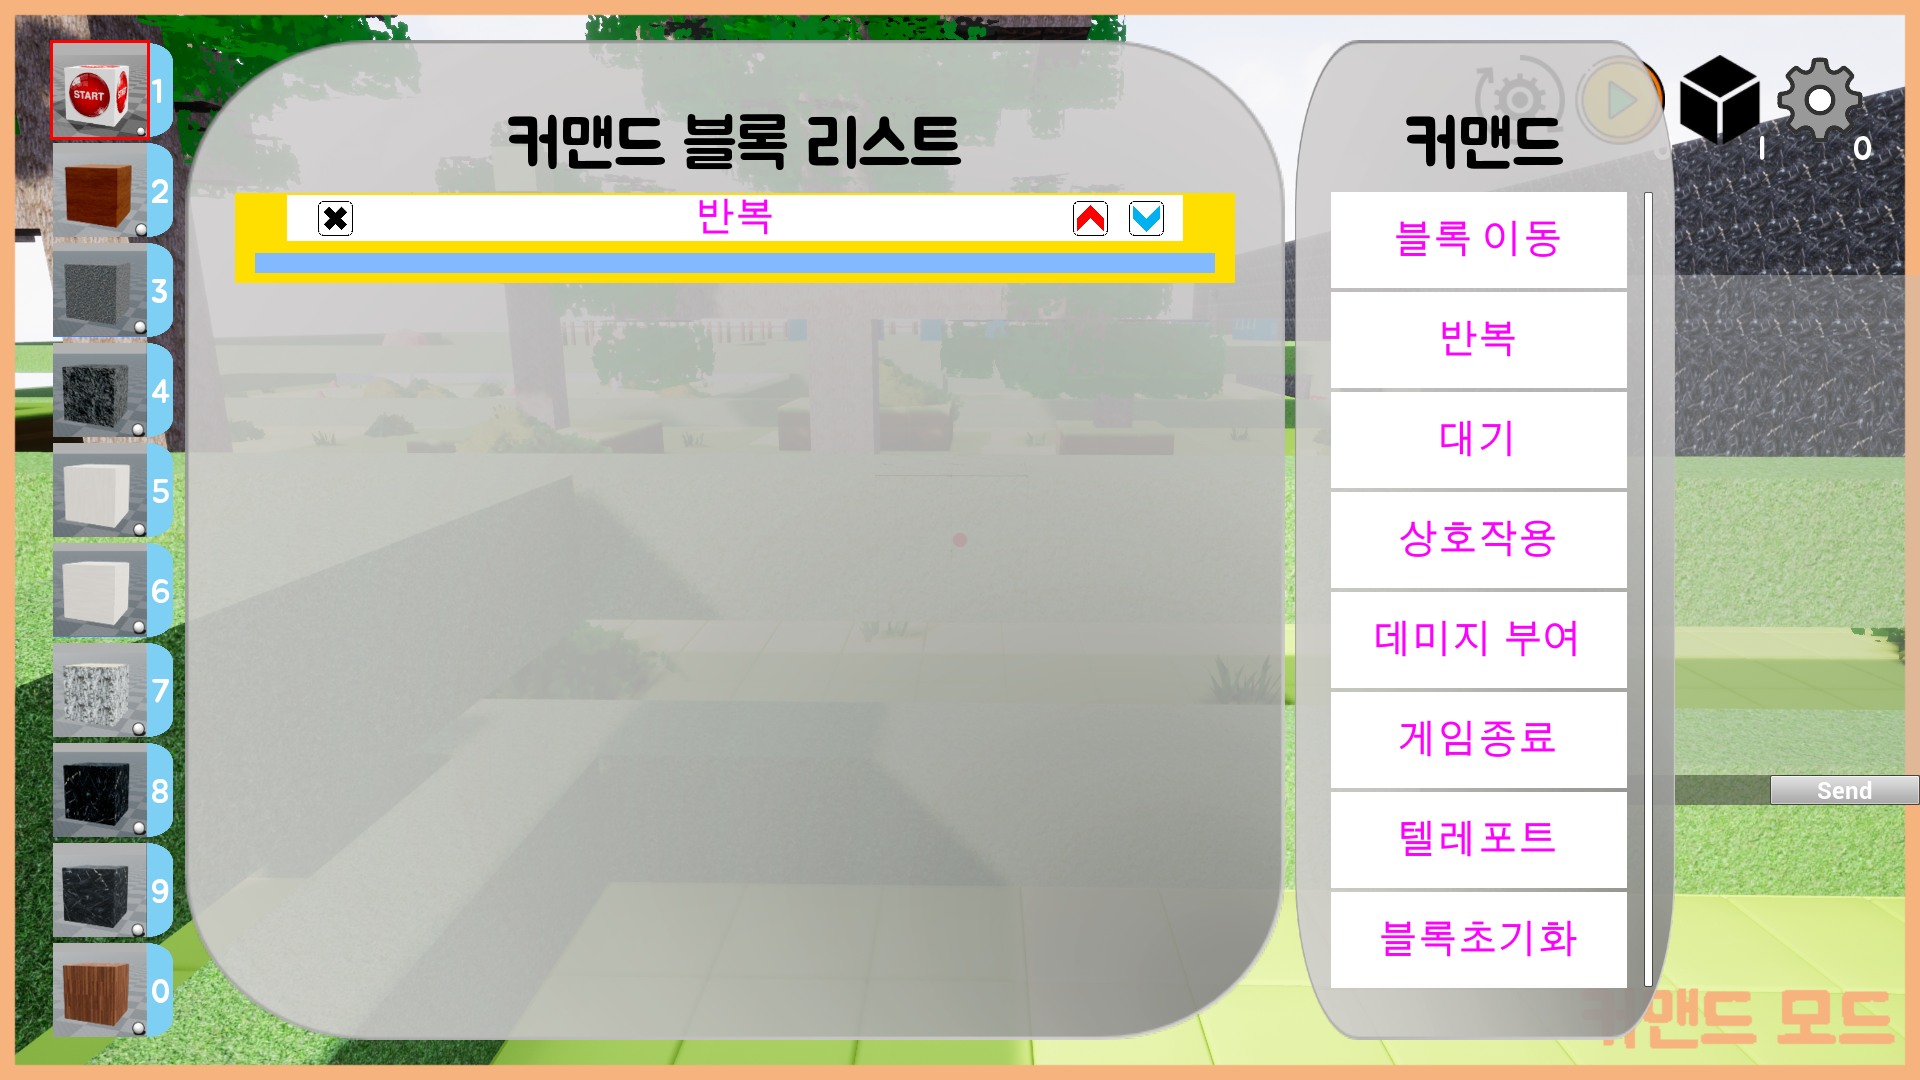 START
1
2
3
4
5
6
7
8
9
0
커맨드 블록 리스트
반복
커맨드
블록 이동
반복
대기
상호작용
데미지 부여
게임종료
텔레포트
블록초기화
1
0
Send
커맨드 모드